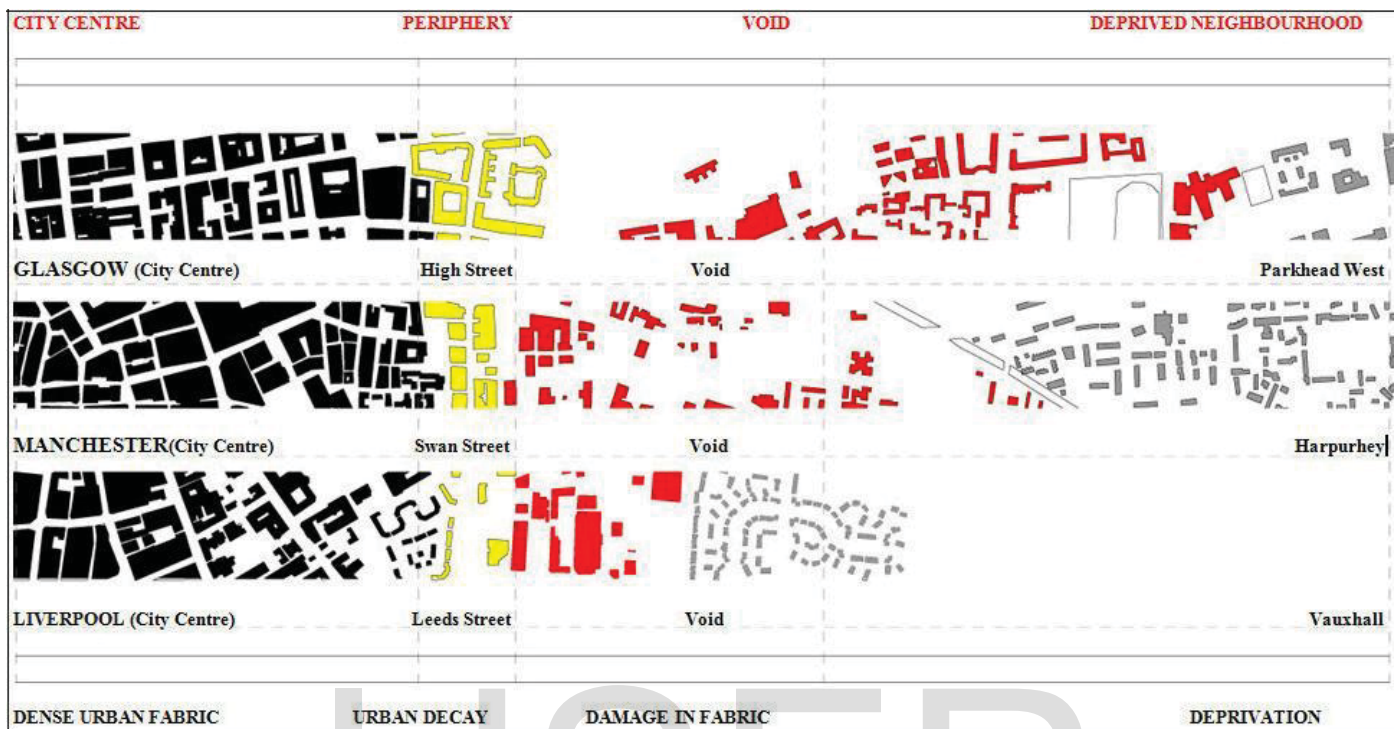 CITY CENTRE PERIPHERY VOID DEPRIVED NEIGHBOURHOOD
GLASGOW (City Centre) High Street Void Parkhead West
MANCHESTER(City Centre) Swan Street Void Harpurhey
LIVERPOOL (City Centre) Leeds Street Void Vauxhall
DENSE URBAN FABRIC URBAN DECAY DAMAGE IN FABRIC DEPRIVATION